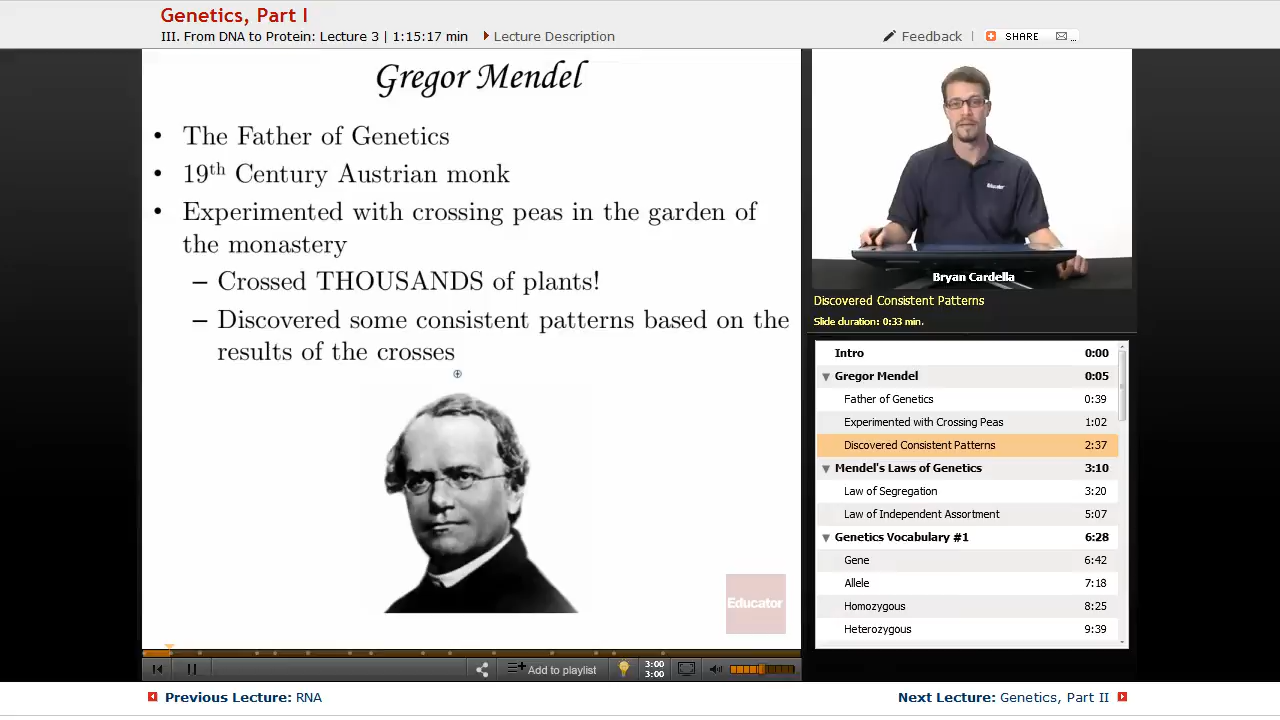 Genetics, Part I
III. From DNA to Protein: Lecture 3 | 1:15:17 min
Lecture Description
Feedback
SHARE
Gregor Mendel
• The Father of Genetics
• 19th Century Austrian monk
• Experimented with crossing peas in the garden of
the monastery
– Crossed THOUSANDS of plants!
– Discovered some consistent patterns based on the
results of the crosses
Educator
Educator
Bryan Cardella
Discovered Consistent Patterns
Slide duration: 0:33 min.
Intro 0:00
Gregor Mendel 0:05
Father of Genetics 0:39
Experimented with Crossing Peas 1:02
Discovered Consistent Patterns 2:37
Mendel's Laws of Genetics 3:10
Law of Segregation 3:20
Law of Independent Assortment 5:07
Genetics Vocabulary #1 6:28
Gene 6:42
Allele 7:18
Homozygous 8:25
Heterozygous 9:39
Add to playlist
3:00
3:00
Previous Lecture: RNA
Next Lecture: Genetics, Part II